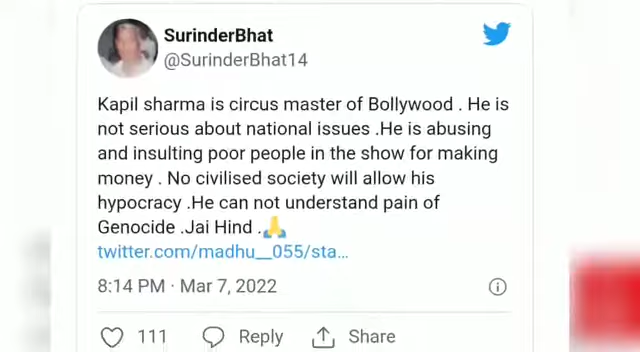 SurinderBhat
@SurinderBhat14
Kapil sharma is circus master of Bollywood . He is
not serious about national issues .He is abusing
and insulting poor people in the show for making
money . No civilised society will allow his
hypocracy .He can not understand pain of
Genocide .Jai Hind .🙏
twitter.com/madhu__055/sta…
8:14 PM · Mar 7, 2022
111 Reply Share